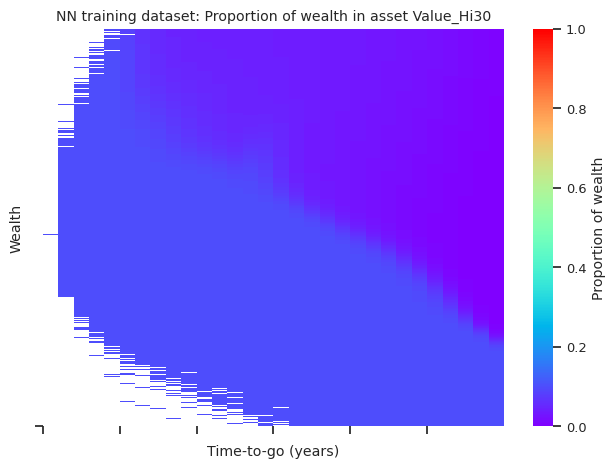 NN training dataset: Proportion of wealth in asset Value_Hi30
1.0
0.8
0.6
0.4
0.2
0.0
Proportion of wealth
Wealth
Time-to-go (years)